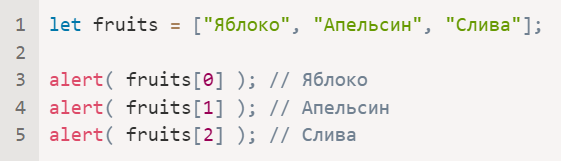 1 let fruits = ["Яблоко", "Апельсин", "Слива"];
2
3 alert( fruits[0] ); // Яблоко
4 alert( fruits[1] ); // Апельсин
5 alert( fruits[2] ); // Слива